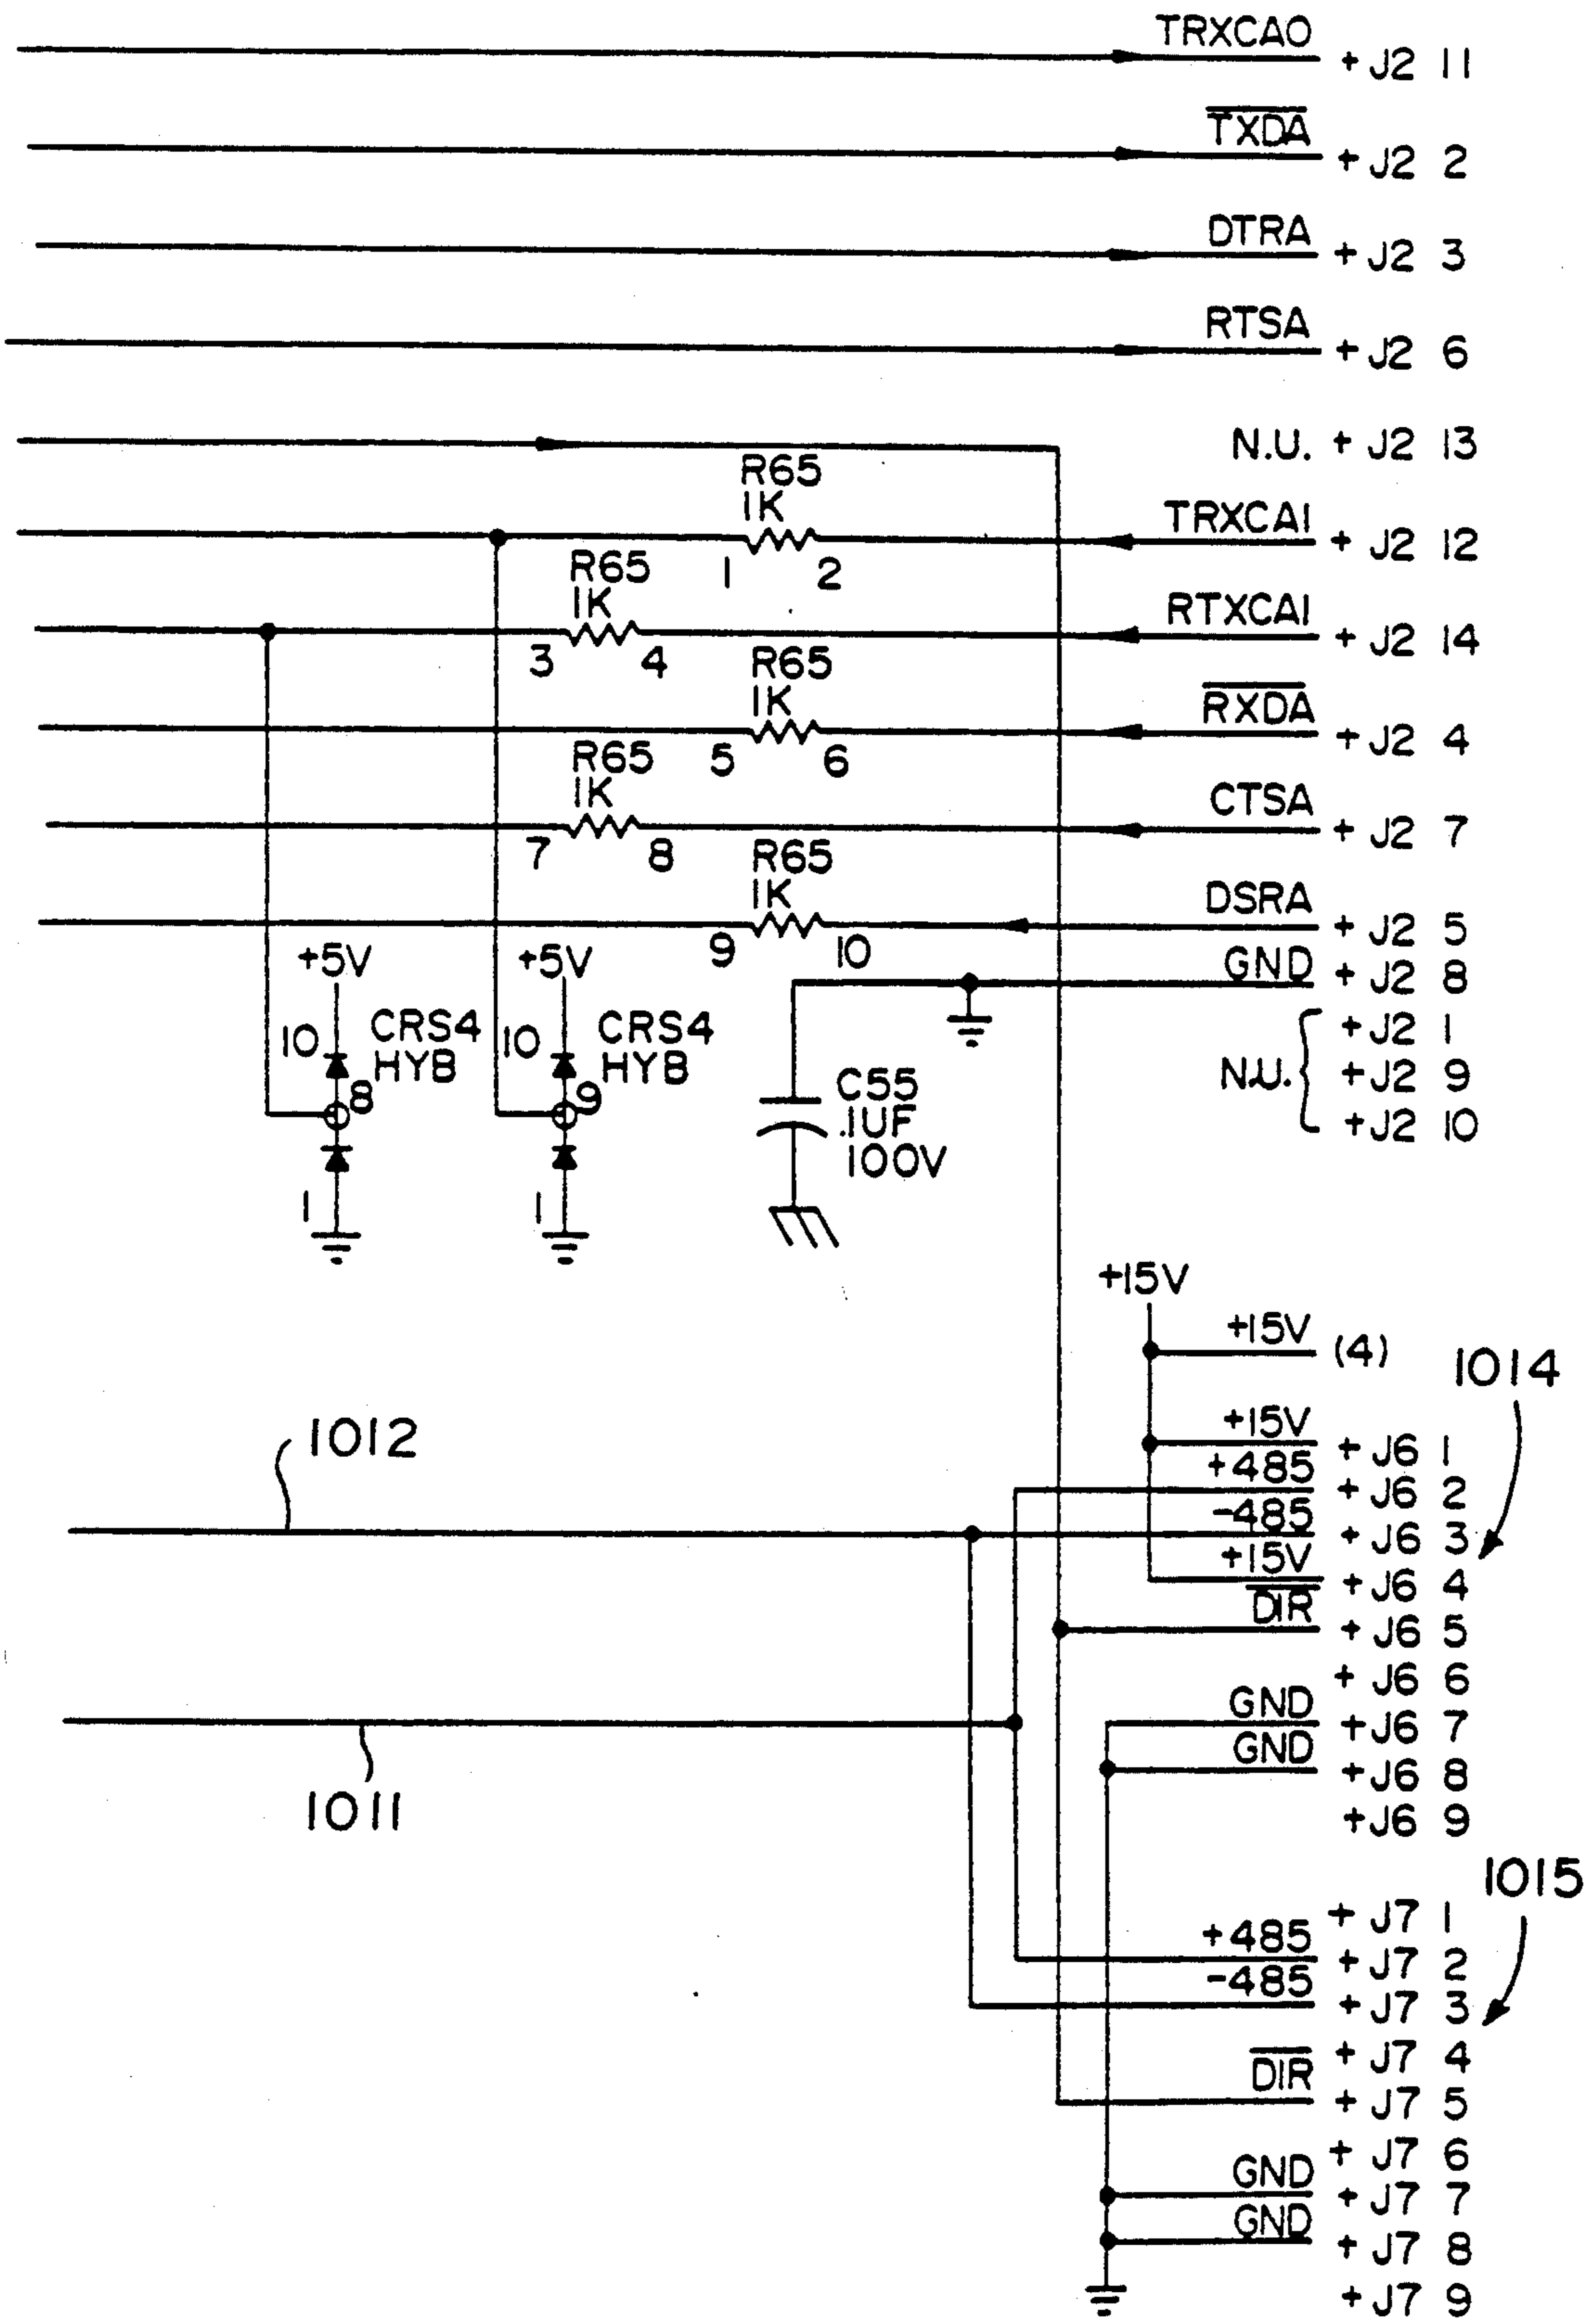 TRXCAO + J2 11
TXDA + J2 2
DTRA + J2 3
RTSA + J2 6
N.U. + J2 13
R65
1K
TRXCAI + J2 12
1 2
R65
1K
RTXCAI + J2 14
3 4
R65
1K
RXDA + J2 4
5 6
R65
1K
CTSA + J2 7
7 8
R65
1K
DSRA + J2 5
9 10
+5V +5V
GND + J2 8
10 CRS4 HYB 8 1
10 CRS4 HYB 9 1
C55
.1UF
100V
N.U.
+J2 1
+J2 9
+J2 10
+15V
+15V (4)
1014
+15V + J6 1
+485 + J6 2
1012
-485 + J6 3
+15V + J6 4
DIR + J6 5
+ J6 6
GND +J6 7
GND +J6 8
+J6 9
1011
1015
+ J7 1
+485 + J7 2
-485 + J7 3
+ J7 4
DIR + J7 5
+ J7 6
GND + J7 7
GND + J7 8
+ J7 9